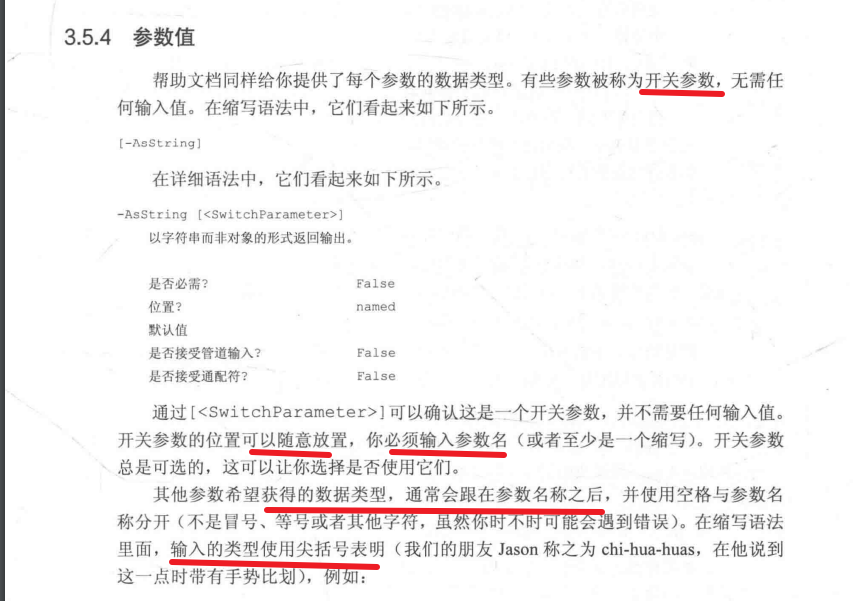 3.5.4 参数值
帮助文档同样给你提供了每个参数的数据类型。有些参数被称为开关参数，无需任
何输入值。在缩写语法中，它们看起来如下所示。
[-AsString]
在详细语法中，它们看起来如下所示。
-AsString [<SwitchParameter>]
以字符串而非对象的形式返回输出。
是否必需? False
位置? named
默认值
是否接受管道输入? False
是否接受通配符? False
通过[<SwitchParameter>]可以确认这是一个开关参数，并不需要任何输入值。
开关参数的位置可以随意放置，你必须输入参数名（或者至少是一个缩写）。开关参数
总是可选的，这可以让你选择是否使用它们。
其他参数希望获得的数据类型，通常会跟在参数名称之后，并使用空格与参数名
称分开（不是冒号、等号或者其他字符，虽然你时不时可能会遇到错误）。在缩写语法
里面，输入的类型使用尖括号表明（我们的朋友 Jason 称之为 chi-hua-huas，在他说到
这一点时带有手势比划），例如：